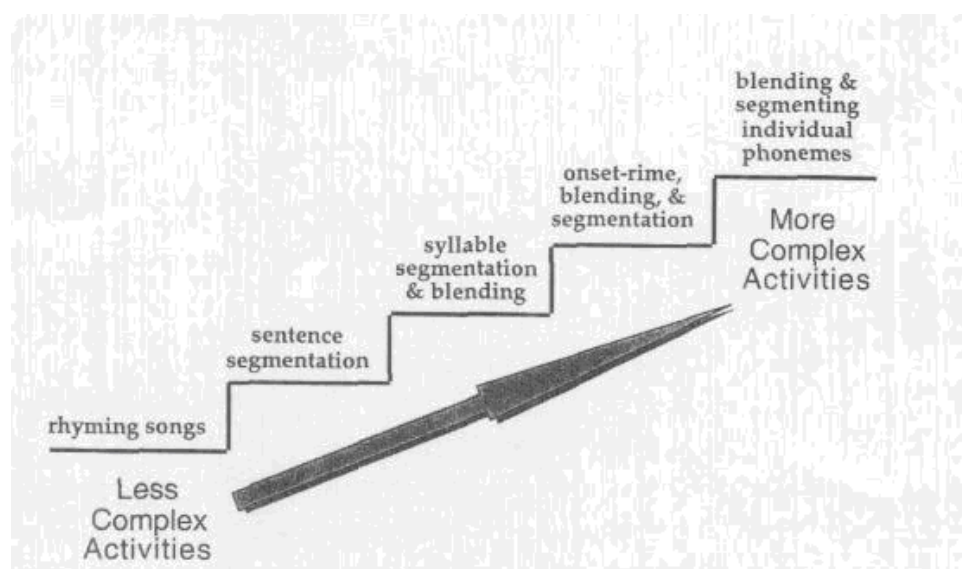 blending &
segmenting
individual
phonemes
onset-rime,
blending, &
segmentation
More
Complex
Activities
syllable
segmentation
& blending
sentence
segmentation
rhyming songs
Less
Complex
Activities